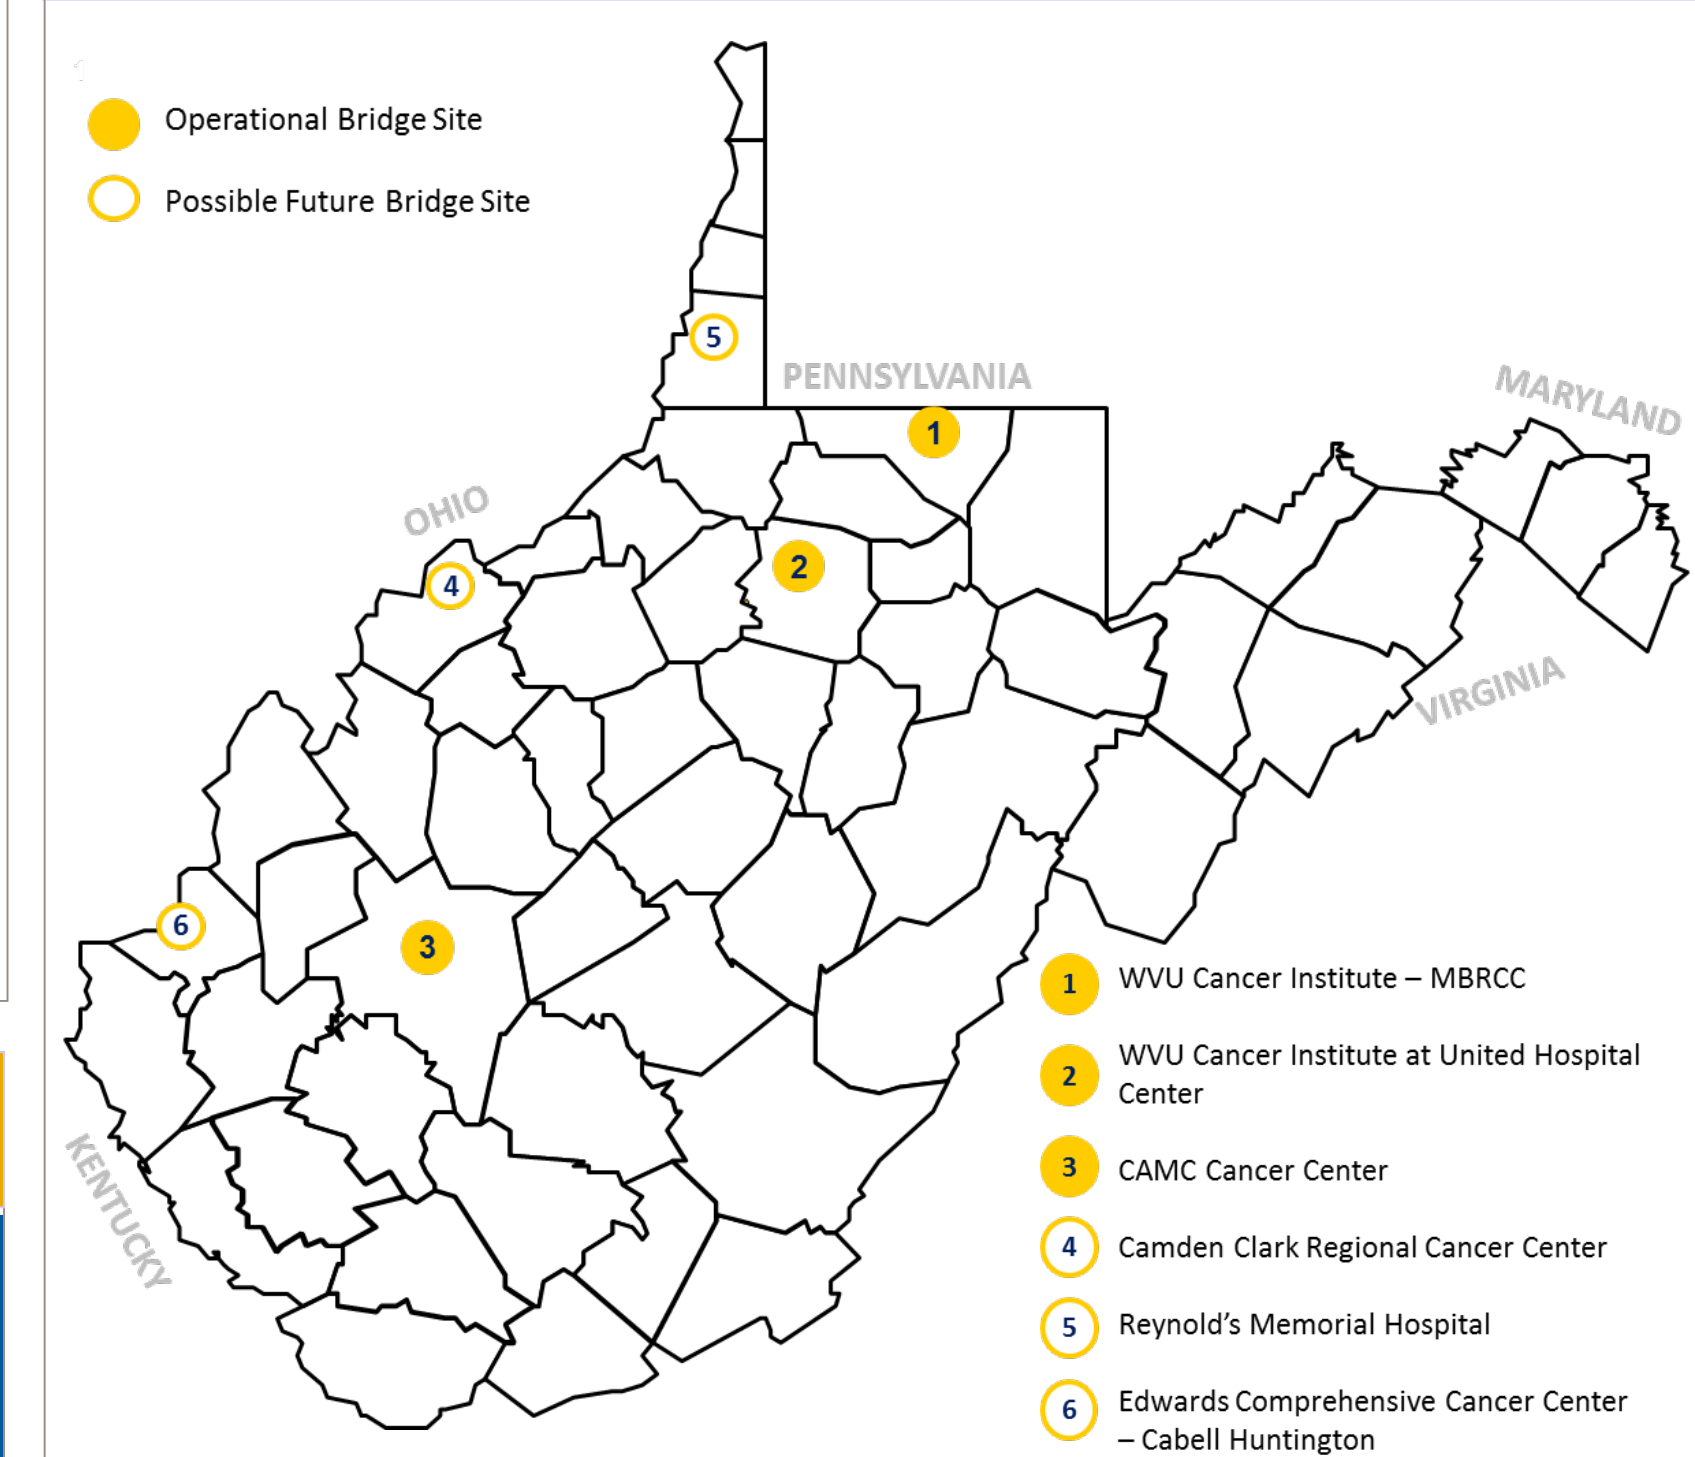 Operational Bridge Site
Possible Future Bridge Site
5
PENNSYLVANIA
1
MARYLAND
OHIO
2
4
VIRGINIA
6
3
KENTUCKY
1 WVU Cancer Institute – MBRCC
2 WVU Cancer Institute at United Hospital
Center
3 CAMC Cancer Center
4 Camden Clark Regional Cancer Center
5 Reynold's Memorial Hospital
6 Edwards Comprehensive Cancer Center
– Cabell Huntington